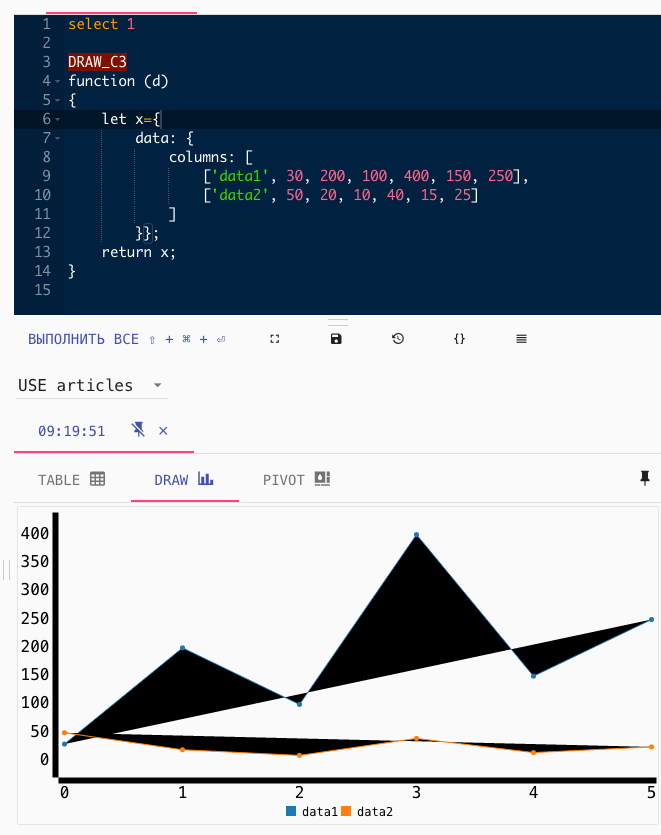 1 select 1
2
3 DRAW_C3
4 function (d)
5 {
6 let x={
7 data: {
8 columns: [
9 ['data1', 30, 200, 100, 400, 150, 250],
10 ['data2', 50, 20, 10, 40, 15, 25]
11 ]
12 }};
13 return x;
14 }
15
ВЫПОЛНИТЬ ВСЕ ⇧ + ⌘ + ⏎ {}
USE articles
09:19:51 ×
TABLE DRAW PIVOT
400
350
300
250
200
150
100
50
0
0 1 2 3 4 5
data1 data2